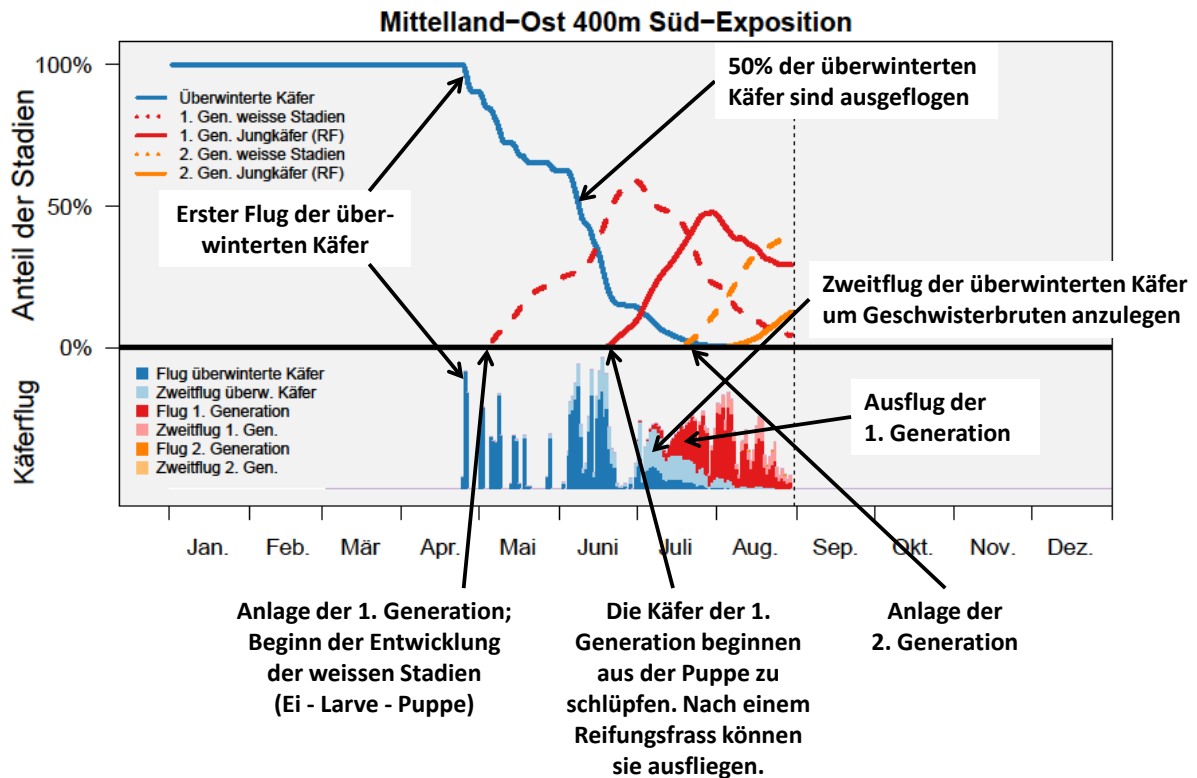 Mittelland−Ost 400m Süd−Exposition
Anteil der Stadien
100%
50%
0%
Überwinterte Käfer
1. Gen. weisse Stadien
1. Gen. Jungkäfer (RF)
2. Gen. weisse Stadien
2. Gen. Jungkäfer (RF)
50% der überwinterten
Käfer sind ausgeflogen
Erster Flug der über-
winterten Käfer
Zweitflug der überwinterten Käfer
um Geschwisterbruten anzulegen
Käferflug
Flug überwinterte Käfer
Zweitflug überw. Käfer
Flug 1. Generation
Zweitflug 1. Gen.
Flug 2. Generation
Zweitflug 2. Gen.
Ausflug der
1. Generation
Jan. Feb. Mär Apr. Mai Juni Juli Aug. Sep. Okt. Nov. Dez.
Anlage der 1. Generation;
Beginn der Entwicklung
der weissen Stadien
(Ei - Larve - Puppe)
Die Käfer der 1.
Generation beginnen
aus der Puppe zu
schlüpfen. Nach einem
Reifungsfrass können
sie ausfliegen.
Anlage der
2. Generation